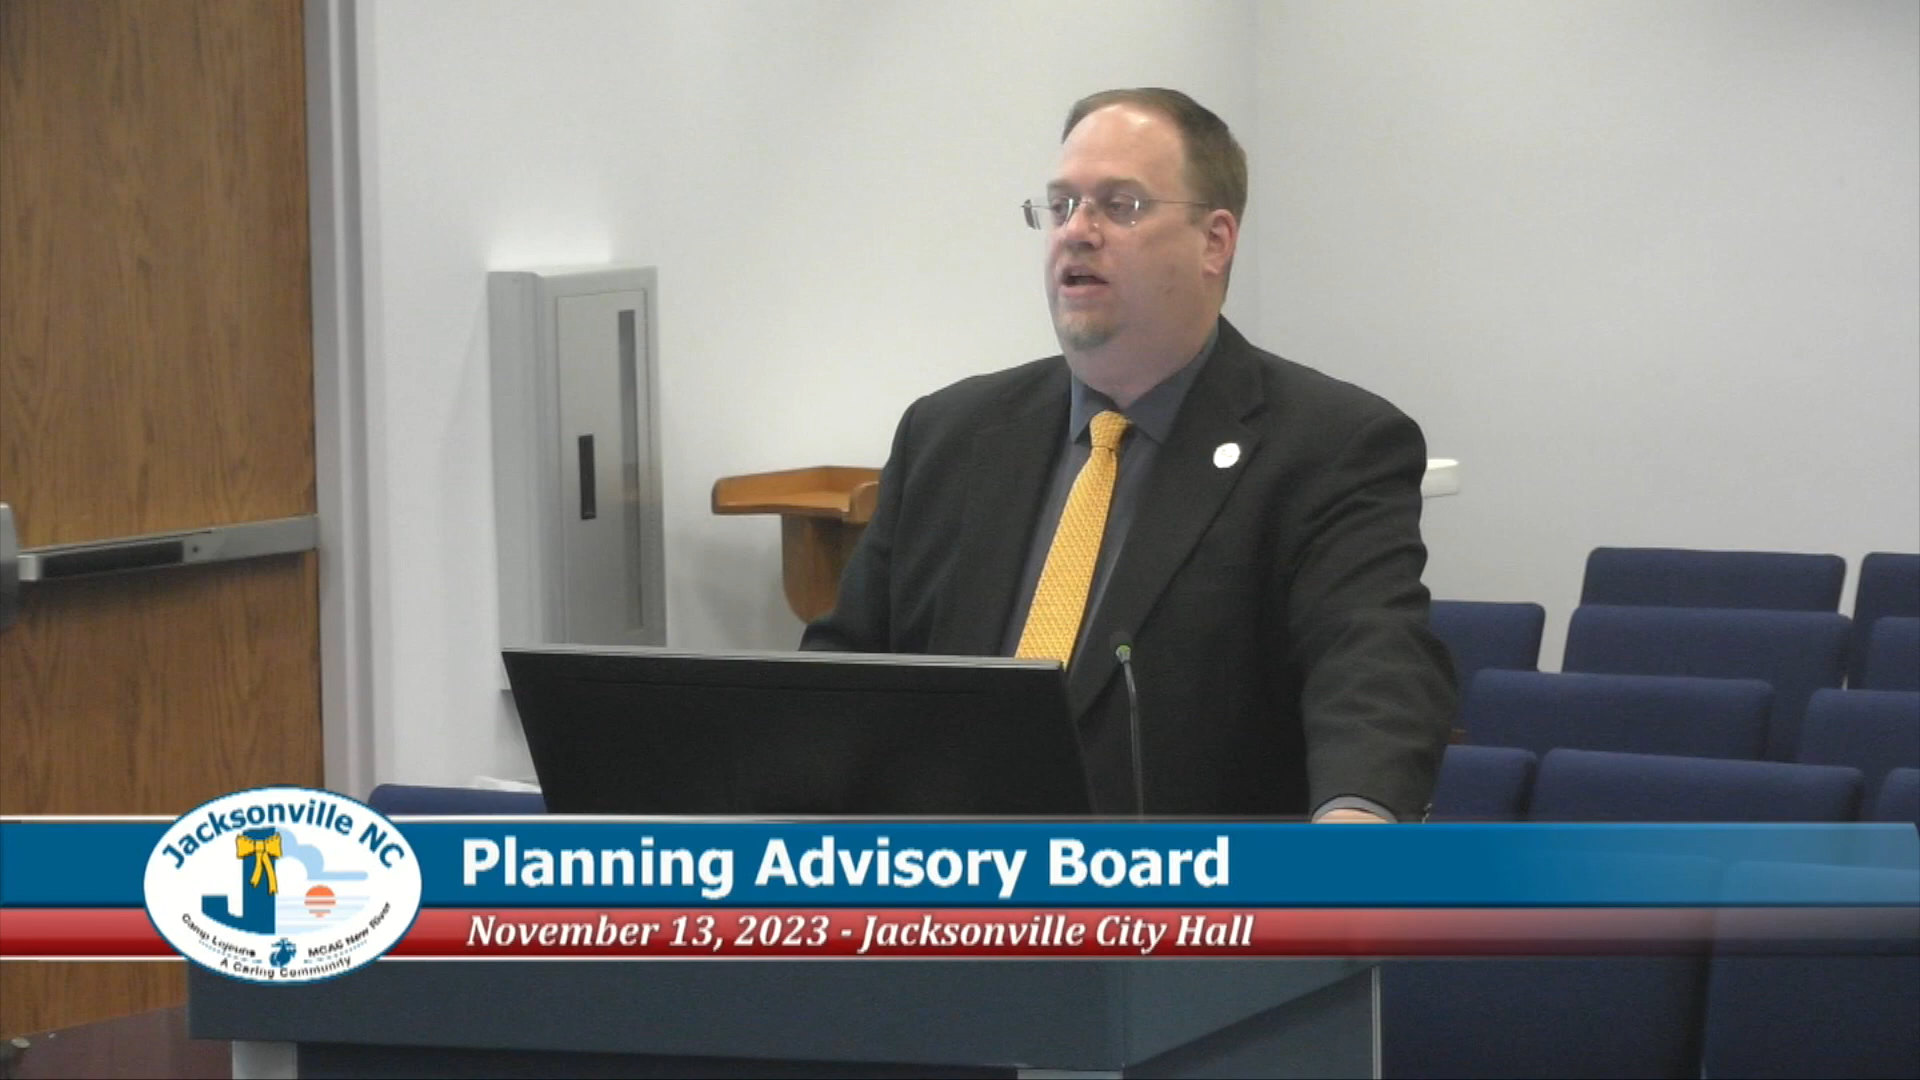 Jacksonville NC
Planning Advisory Board
November 13, 2023 - Jacksonville City Hall
Camp Lejeune
MCAS New River
A Caring Community